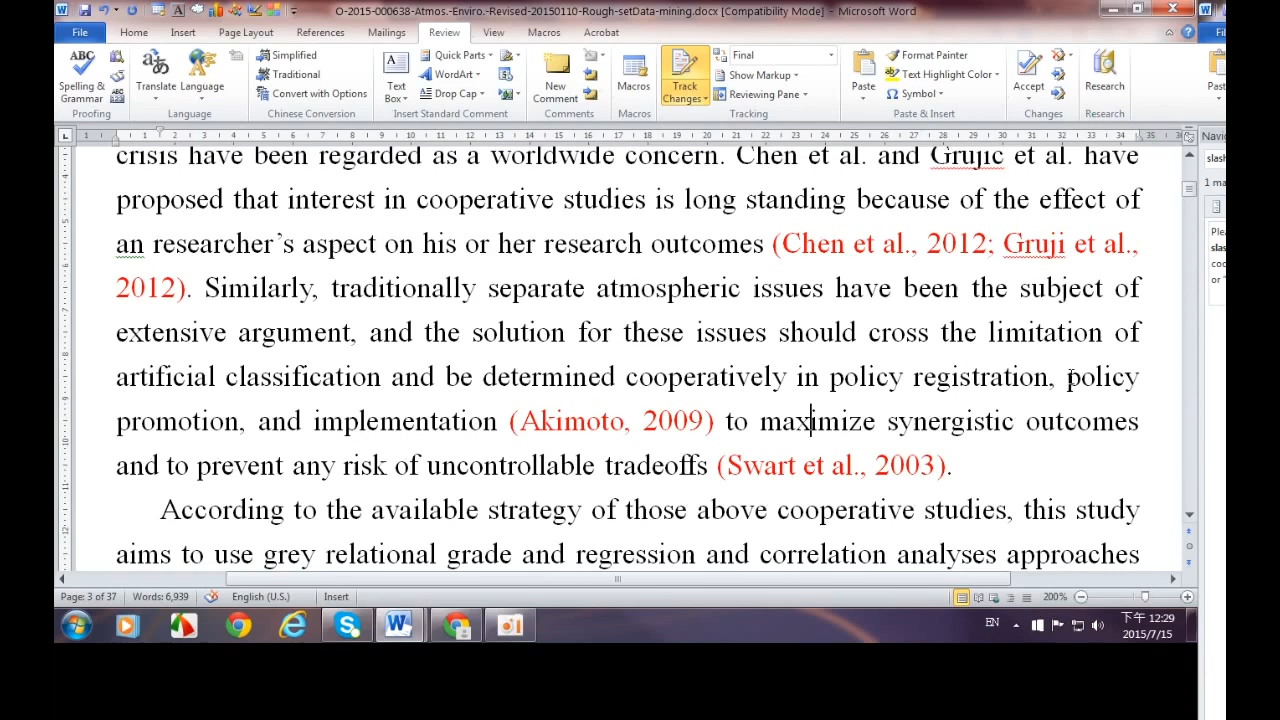 O-2015-000638-Atmos.-Enviro.-Revised-20150110-Rough-setData-mining.docx [Compatibility Mode] - Microsoft Word
File Home Insert Page Layout References Mailings Review View Macros Acrobat
Simplified Quick Parts Final Format Painter
Traditional WordArt Show Markup Text Highlight Color
Convert with Options Drop Cap Reviewing Pane Symbol
Spelling & Grammar Translate Language Text Box New Comment Macros Track Changes Paste Accept Research
Proofing Language Chinese Conversion Insert Standard Comment Comments Macros Tracking Paste & Insert Changes Research
crisis have been regarded as a worldwide concern. Chen et al. and Grujic et al. have
proposed that interest in cooperative studies is long standing because of the effect of
an researcher’s aspect on his or her research outcomes (Chen et al., 2012; Gruji et al.,
2012). Similarly, traditionally separate atmospheric issues have been the subject of
extensive argument, and the solution for these issues should cross the limitation of
artificial classification and be determined cooperatively in policy registration, policy
promotion, and implementation (Akimoto, 2009) to maximize synergistic outcomes
and to prevent any risk of uncontrollable tradeoffs (Swart et al., 2003).
According to the available strategy of those above cooperative studies, this study
aims to use grey relational grade and regression and correlation analyses approaches
Page: 3 of 37 Words: 6,939 English (U.S.) Insert 200%
EN 下午 12:29
2015/7/15